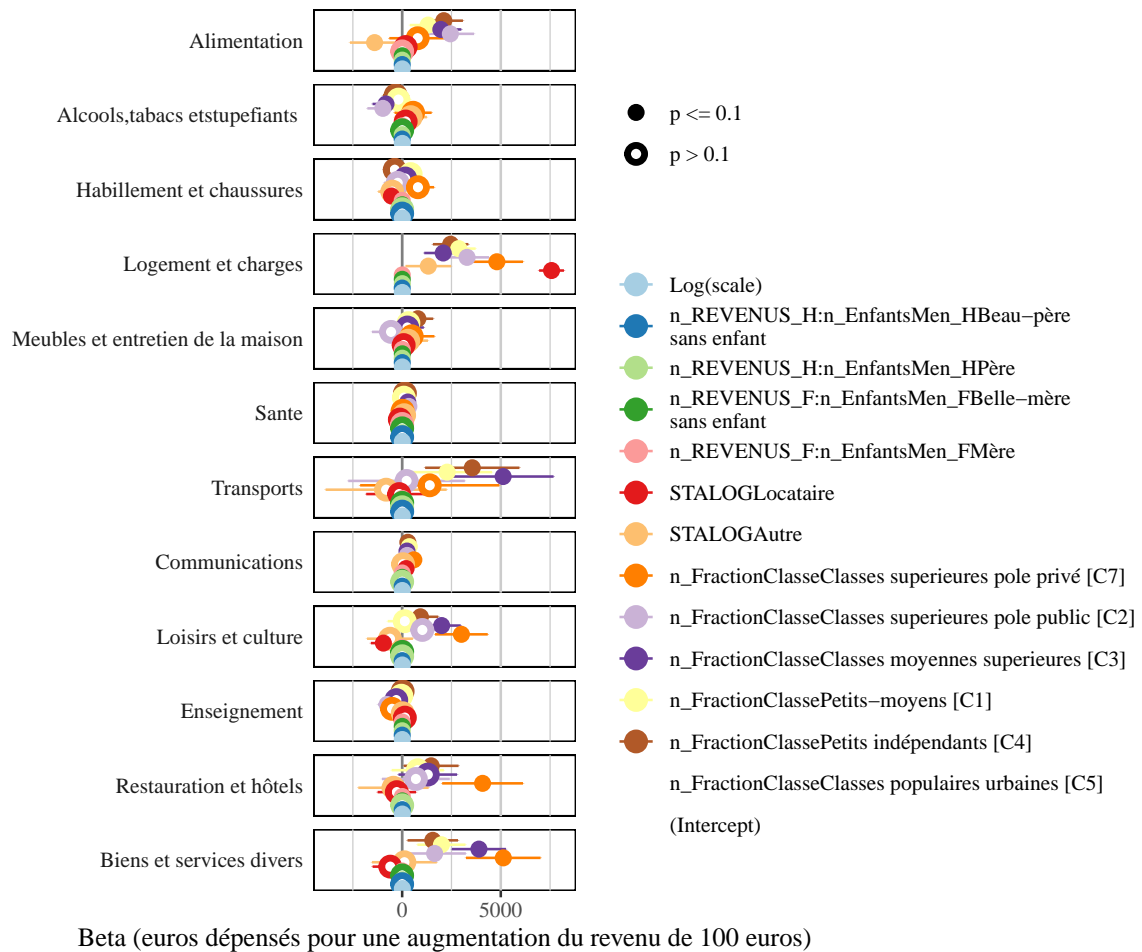 Alimentation
Alcools,tabacs etstupefiants
Habillement et chaussures
Logement et charges
Meubles et entretien de la maison
Sante
Transports
Communications
Loisirs et culture
Enseignement
Restauration et hôtels
Biens et services divers
0 5000
Beta (euros dépensés pour une augmentation du revenu de 100 euros)
p <= 0.1
p > 0.1
Log(scale)
n_REVENUS_H:n_EnfantsMen_HBeau−père
sans enfant
n_REVENUS_H:n_EnfantsMen_HPère
n_REVENUS_F:n_EnfantsMen_FBelle−mère
sans enfant
n_REVENUS_F:n_EnfantsMen_FMère
STALOGLocataire
STALOGAutre
n_FractionClasseClasses superieures pole privé [C7]
n_FractionClasseClasses superieures pole public [C2]
n_FractionClasseClasses moyennes superieures [C3]
n_FractionClassePetits−moyens [C1]
n_FractionClassePetits indépendants [C4]
n_FractionClasseClasses populaires urbaines [C5]
(Intercept)